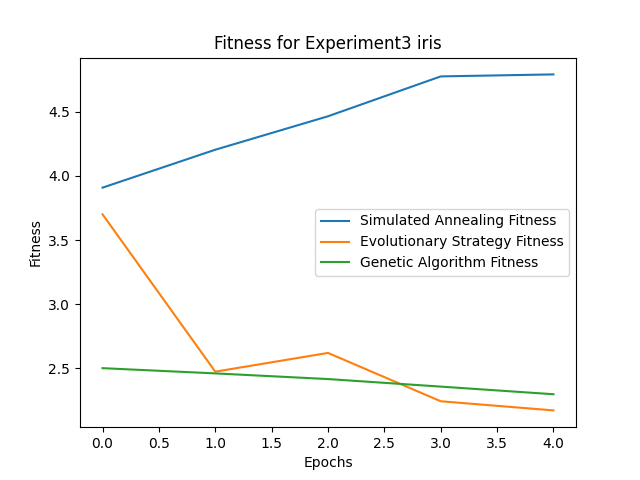 Fitness for Experiment3 iris
Fitness
4.5
4.0
3.5
3.0
2.5
Simulated Annealing Fitness
Evolutionary Strategy Fitness
Genetic Algorithm Fitness
0.0 0.5 1.0 1.5 2.0 2.5 3.0 3.5 4.0
Epochs